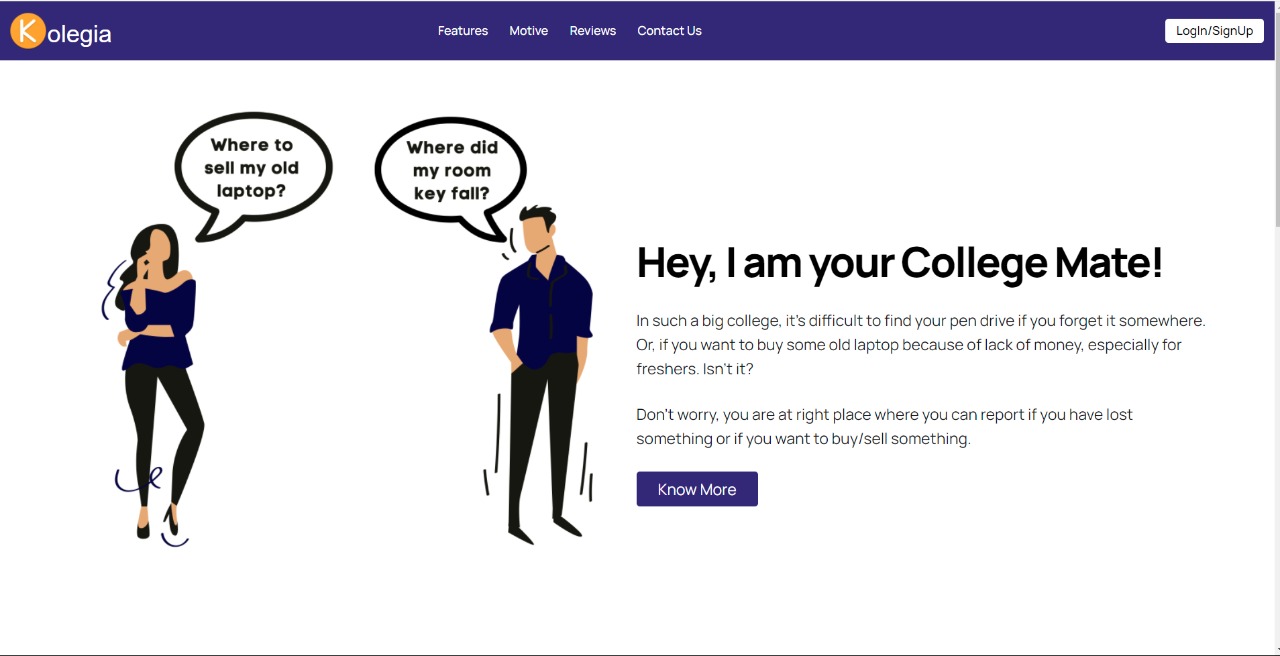 Kolegia
Features
Motive
Reviews
Contact Us
LogIn/SignUp
Where to
sell my old
laptop?
Where did
my room
key fall?
Hey, I am your College Mate!
In such a big college, it's difficult to find your pen drive if you forget it somewhere.
Or, if you want to buy some old laptop because of lack of money, especially for
freshers. Isn't it?
Don't worry, you are at right place where you can report if you have lost
something or if you want to buy/sell something.
Know More